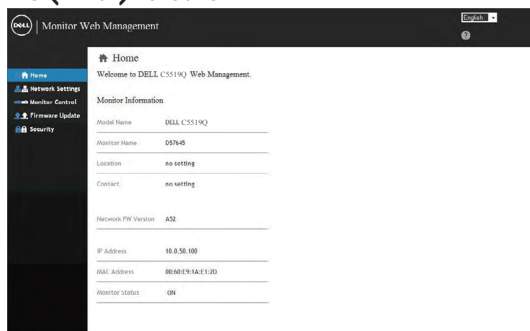 DELL Monitor Web Management
English
Home
Network Settings
Monitor Control
Firmware Update
Security
Home
Welcome to DELL C5519Q Web Management.
Monitor Information
Model Name DELL C5519Q
Monitor Name D57645
Location no setting
Contact no setting
Network FW Version A52
IP Address 10.0.50.100
MAC Address 00:60:E9:1A:E1:2D
Monitor Status ON